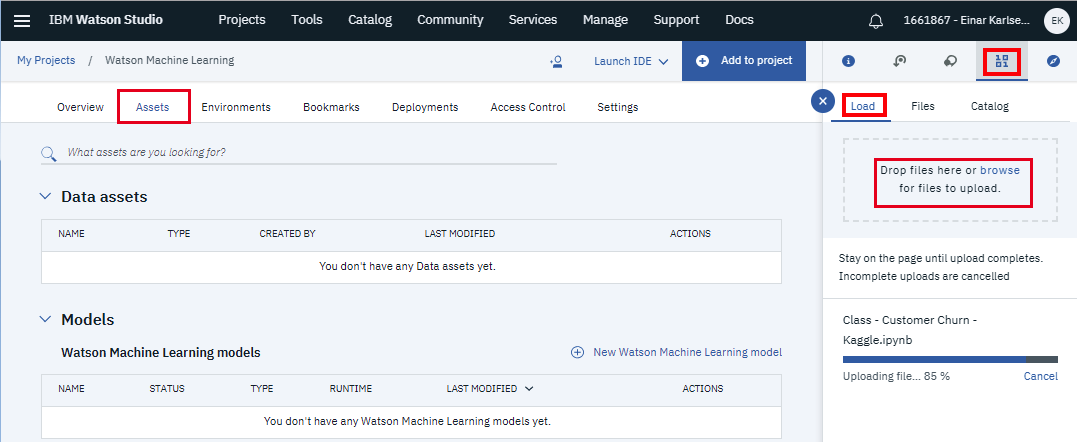 IBM Watson Studio Projects Tools Catalog Community Services Manage Support Docs 1661867 - Einar Karlse... EK
My Projects / Watson Machine Learning Launch IDE Add to project
Overview Assets Environments Bookmarks Deployments Access Control Settings
What assets are you looking for?
Data assets
NAME TYPE CREATED BY LAST MODIFIED ACTIONS
You don't have any Data assets yet.
Models
Watson Machine Learning models New Watson Machine Learning model
NAME STATUS TYPE RUNTIME LAST MODIFIED ACTIONS
You don't have any Watson Machine Learning models yet.
Load Files Catalog
Drop files here or browse
for files to upload.
Stay on the page until upload completes.
Incomplete uploads are cancelled
Class - Customer Churn -
Kaggle.ipynb
Uploading file... 85 % Cancel